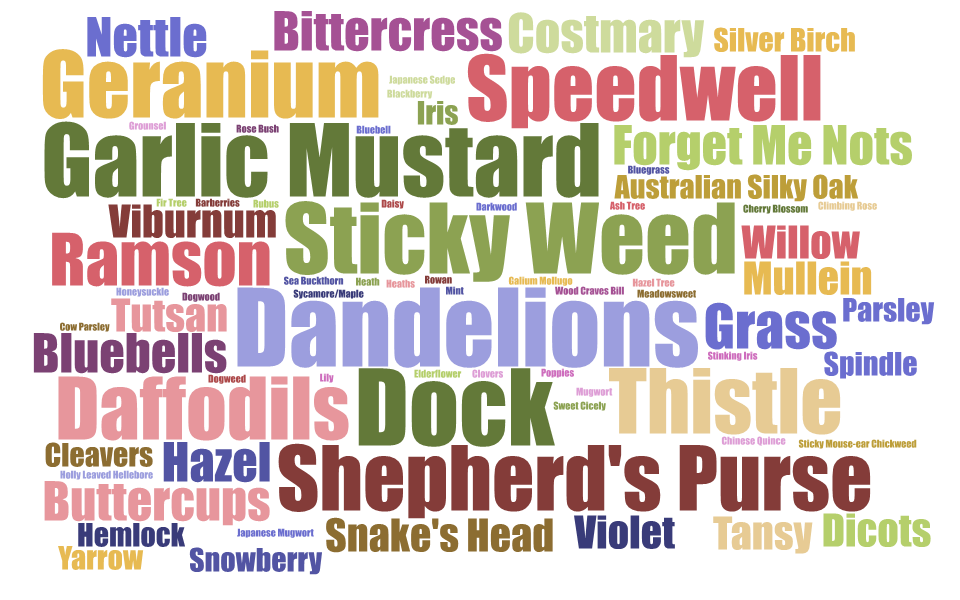 Nettle
Bittercress
Costmary
Silver Birch
Geranium
Japanese Sedge
Blackberry
Iris
Speedwell
Grounsel
Rose Bush
Bluebell
Garlic Mustard
Forget Me Nots
Bluegrass
Australian Silky Oak
Fir Tree
Barberries
Rubus
Daisy
Darkwood
Ash Tree
Cherry Blossom
Climbing Rose
Viburnum
Sticky Weed
Ramson
Willow
Mullein
Sea Buckthorn
Heath
Heaths
Rowan
Galium Mollugo
Hazel Tree
Honeysuckle
Dogwood
Sycamore/Maple
Mint
Wood Craves Bill
Meadowsweet
Cow Parsley
Tutsan
Dandelions
Grass
Parsley
Bluebells
Stinking Iris
Spindle
Dogweed
Lily
Elderflower
Clovers
Poppies
Daffodils
Dock
Mugwort
Sweet Cicely
Thistle
Chinese Quince
Sticky Mouse-ear Chickweed
Cleavers
Hazel
Holly Leaved Hellebore
Shepherd's Purse
Buttercups
Hemlock
Japanese Mugwort
Snake's Head
Violet
Tansy
Dicots
Yarrow
Snowberry